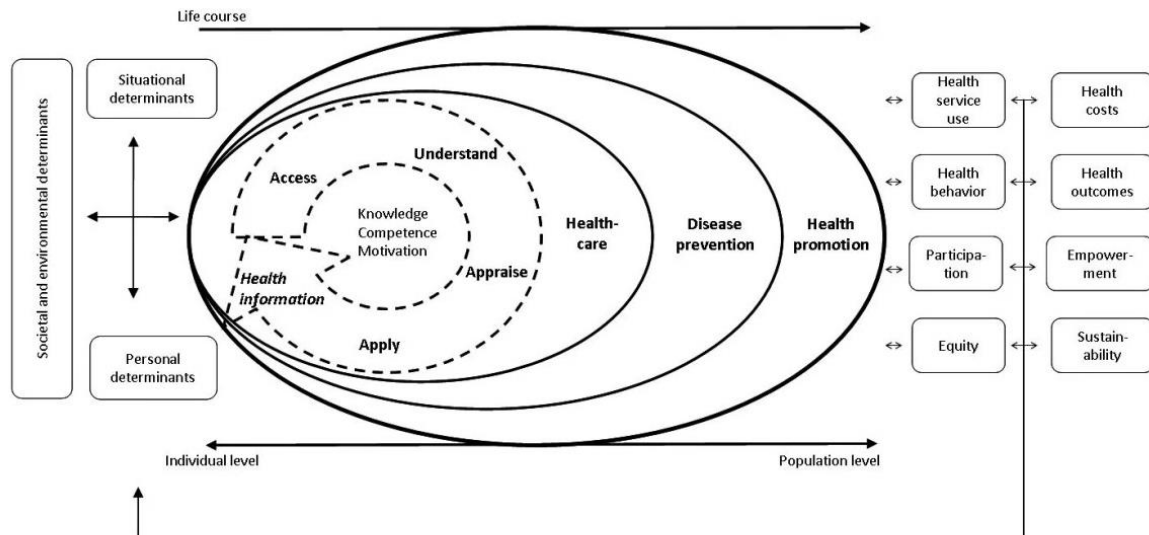 Life course
Societal and environmental determinants
Situational
determinants
Personal
determinants
Access
Understand
Knowledge
Competence
Motivation
Health
information
Appraise
Apply
Health-
care
Disease
prevention
Health
promotion
Health
service
use
Health
costs
Health
behavior
Health
outcomes
Participa-
tion
Empower-
ment
Equity
Sustain-
ability
Individual level
Population level